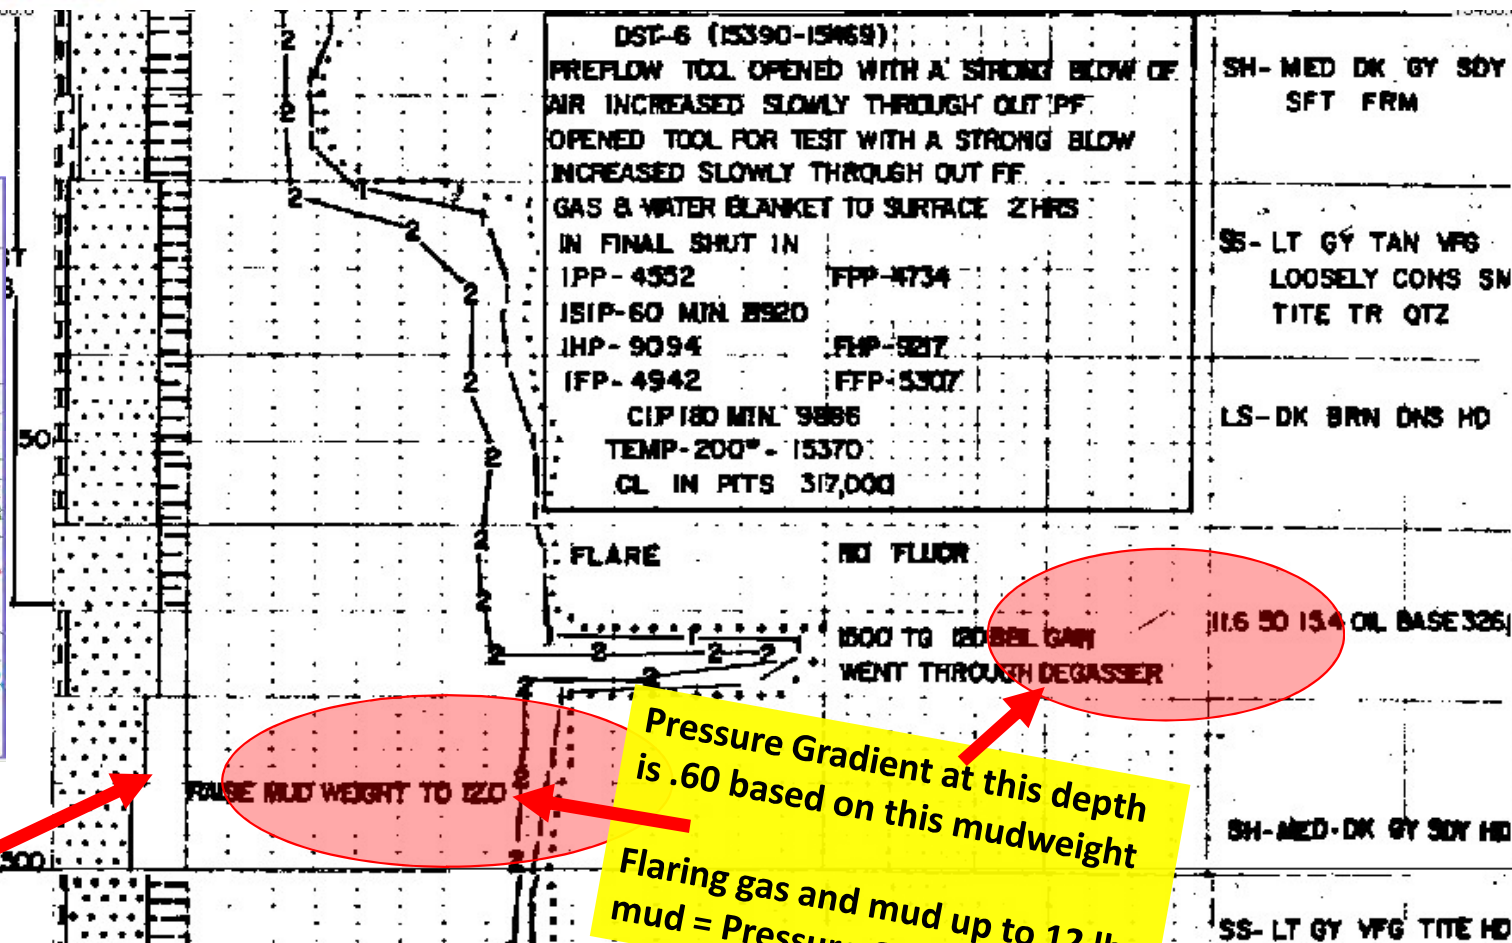 DST-6 (15390-15469)
PREFLOW TOOL OPENED WITH A STRONG BLOW OF
AIR INCREASED SLOWLY THROUGH OUT PF
OPENED TOOL FOR TEST WITH A STRONG BLOW
INCREASED SLOWLY THROUGH OUT FF
GAS & WATER BLANKET TO SURFACE 2 HRS
IN FINAL SHUT IN
IPP-4552 FPP-4734
ISIP-60 MIN. 8920
IHP-9094 FHP-9217
IFP-4942 FFP-5307
CIP 180 MIN. 9886
TEMP-200°- 15370
CL IN PITS 317,000
FLARE NO FLUOR
1500 TG 120 BBL GAIN
WENT THROUGH DEGASSER
SH-MED DK GY SDY
SFT FRM
SS-LT GY TAN VFG
LOOSELY CONS
TITE TR QTZ
LS-DK BRN DNS HD
50
11.6 50 15.4 OIL BASE 326
RAISE MUD WEIGHT TO 12.0
Pressure Gradient at this depth
is .60 based on this mudweight
Flaring gas and mud up to 12
mud = Pressure
SH-MED-DK GY SDY HD
500
SS-LT GY VFG TITE